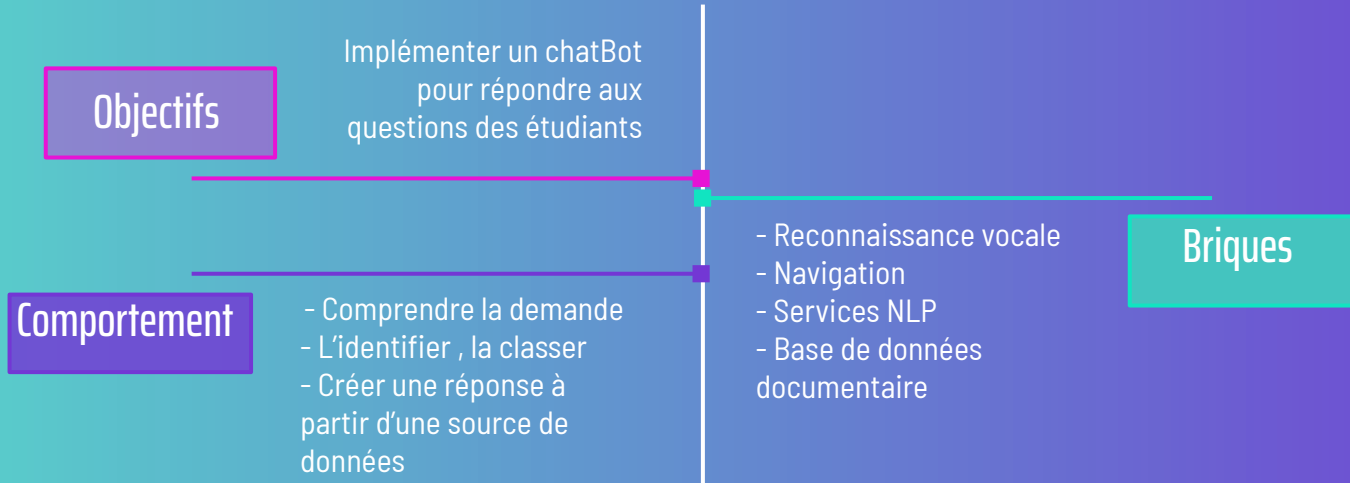 Objectifs
Implémenter un chatBot
pour répondre aux
questions des étudiants
Briques
- Reconnaissance vocale
- Navigation
- Services NLP
- Base de données
documentaire
Comportement
- Comprendre la demande
- L'identifier , la classer
- Créer une réponse à
partir d'une source de
données